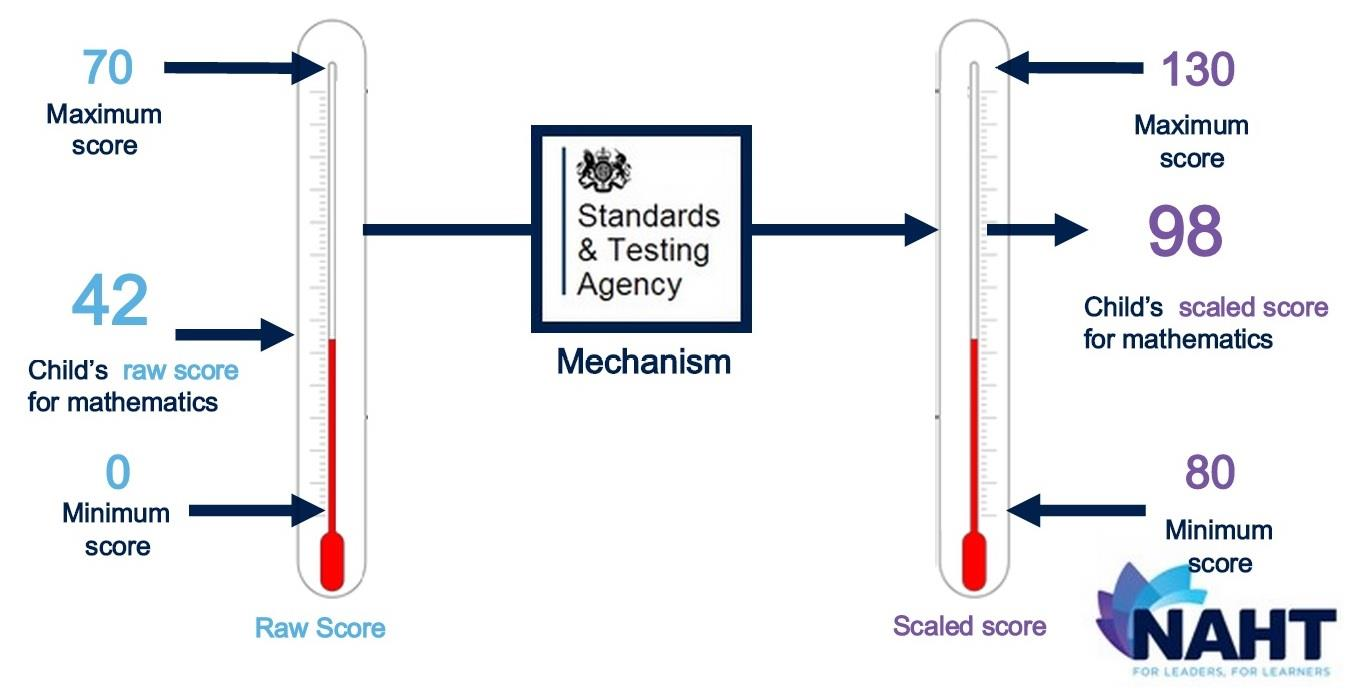 70
Maximum
score
42
Child's raw score
for mathematics
0
Minimum
score
Raw Score
Standards
& Testing
Agency
Mechanism
130
Maximum
score
98
Child's scaled score
for mathematics
80
Minimum
score
Scaled score
NAHT
FOR LEADERS, FOR LEARNERS